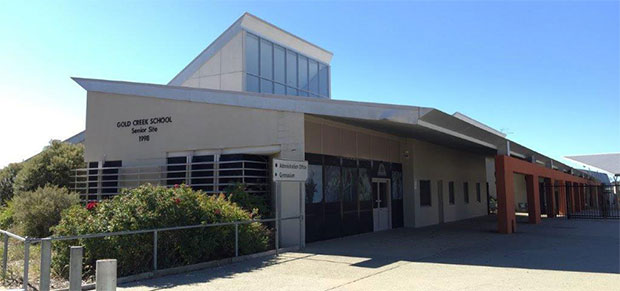 GOLD CREEK SCHOOL
Senior Site
1998
Administration Office
Gymnasium